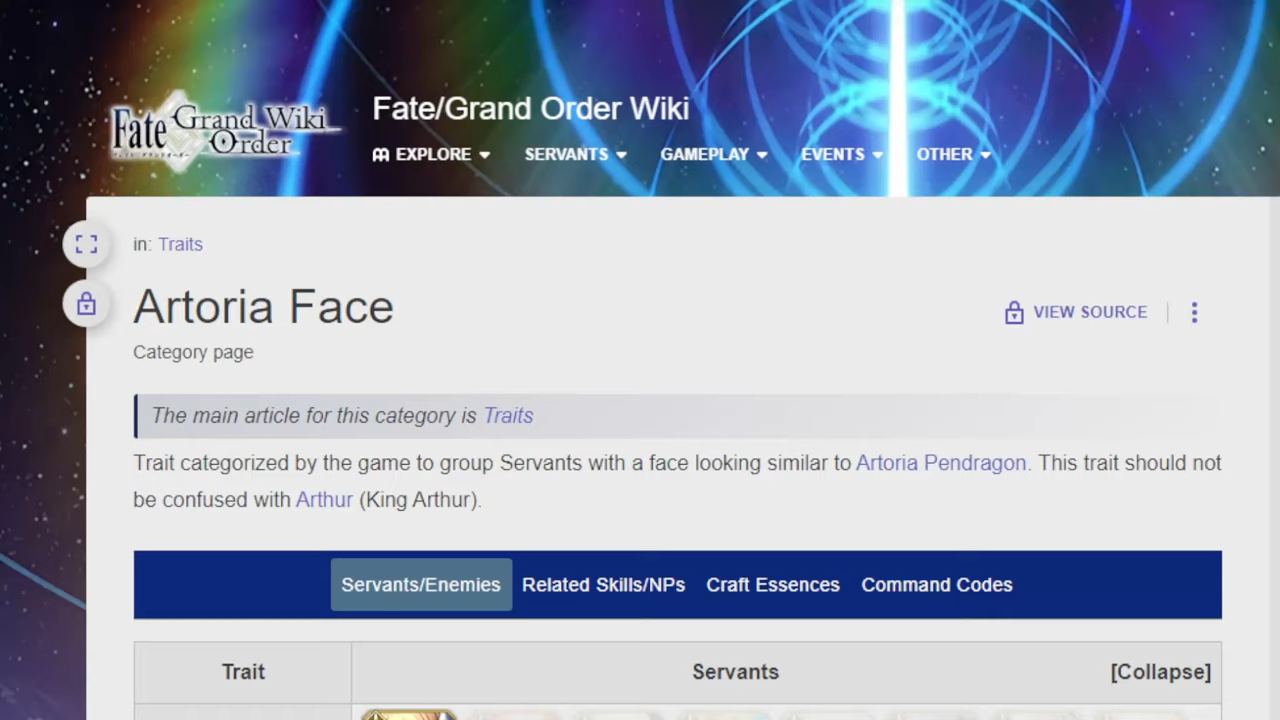 Fate Grand Wiki
Order
Fate/Grand Order Wiki
EXPLORE SERVANTS GAMEPLAY EVENTS OTHER
in: Traits
Artoria Face
VIEW SOURCE
Category page
The main article for this category is Traits
Trait categorized by the game to group Servants with a face looking similar to Artoria Pendragon. This trait should not
be confused with Arthur (King Arthur).
Servants/Enemies Related Skills/NPs Craft Essences Command Codes
Trait Servants [Collapse]